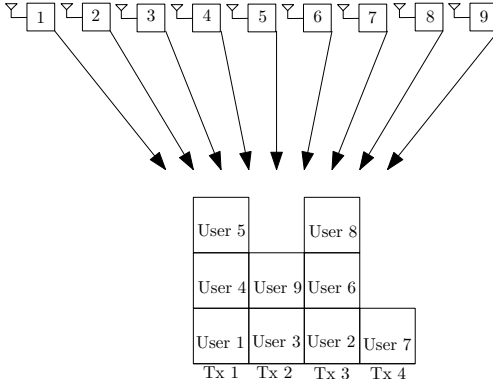 1 2 3 4 5 6 7 8 9
User 5 User 8
User 4 User 9 User 6
User 1 User 3 User 2 User 7
Tx 1 Tx 2 Tx 3 Tx 4